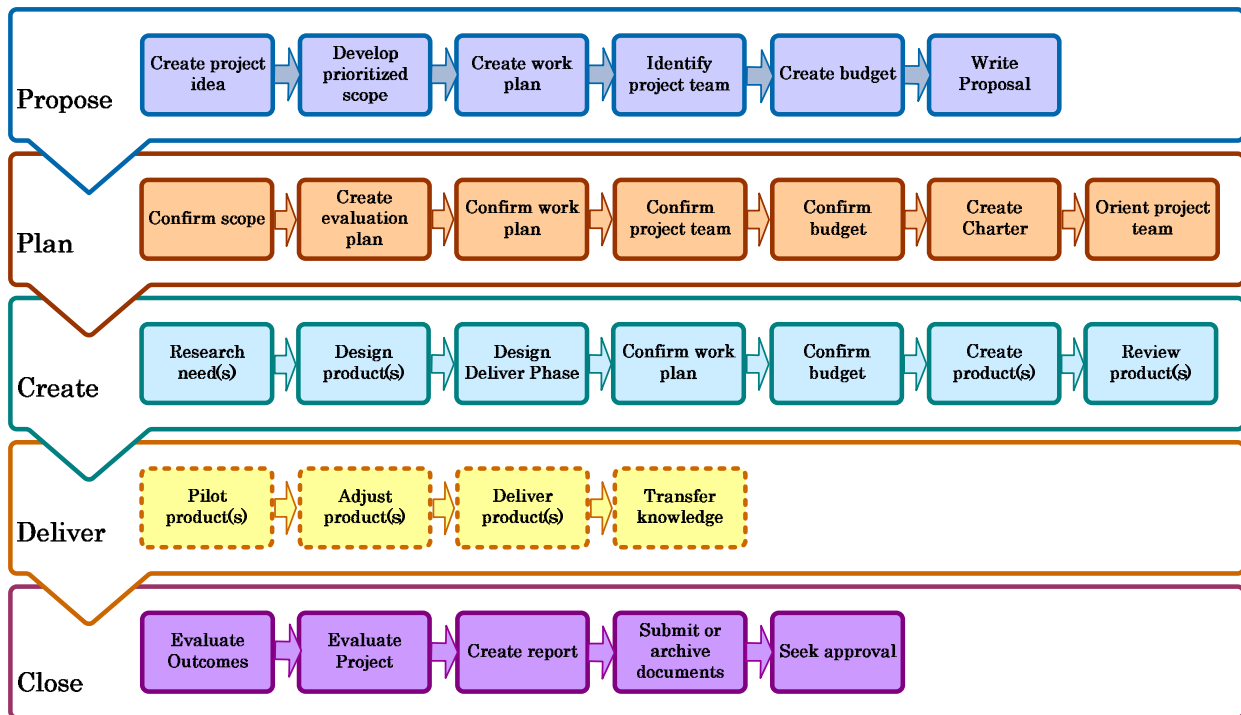 Propose
Create project
idea
Develop
prioritized
scope
Create work
plan
Identify
project team
Create budget
Write
Proposal
Plan
Confirm scope
Create
evaluation
plan
Confirm work
plan
Confirm
project team
Confirm
budget
Create
Charter
Orient project
team
Create
Research
need(s)
Design
product(s)
Design
Deliver Phase
Confirm work
plan
Confirm
budget
Create
product(s)
Review
product(s)
Deliver
Pilot
product(s)
Adjust
product(s)
Deliver
product(s)
Transfer
knowledge
Close
Evaluate
Outcomes
Evaluate
Project
Create report
Submit or
archive
documents
Seek approval